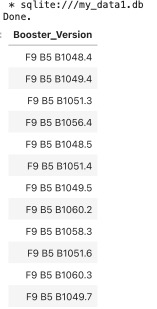 * sqlite:///my_data1.db
Done.
Booster_Version
F9 B5 B1048.4
F9 B5 B1049.4
F9 B5 B1051.3
F9 B5 B1056.4
F9 B5 B1048.5
F9 B5 B1051.4
F9 B5 B1049.5
F9 B5 B1060.2
F9 B5 B1058.3
F9 B5 B1051.6
F9 B5 B1060.3
F9 B5 B1049.7